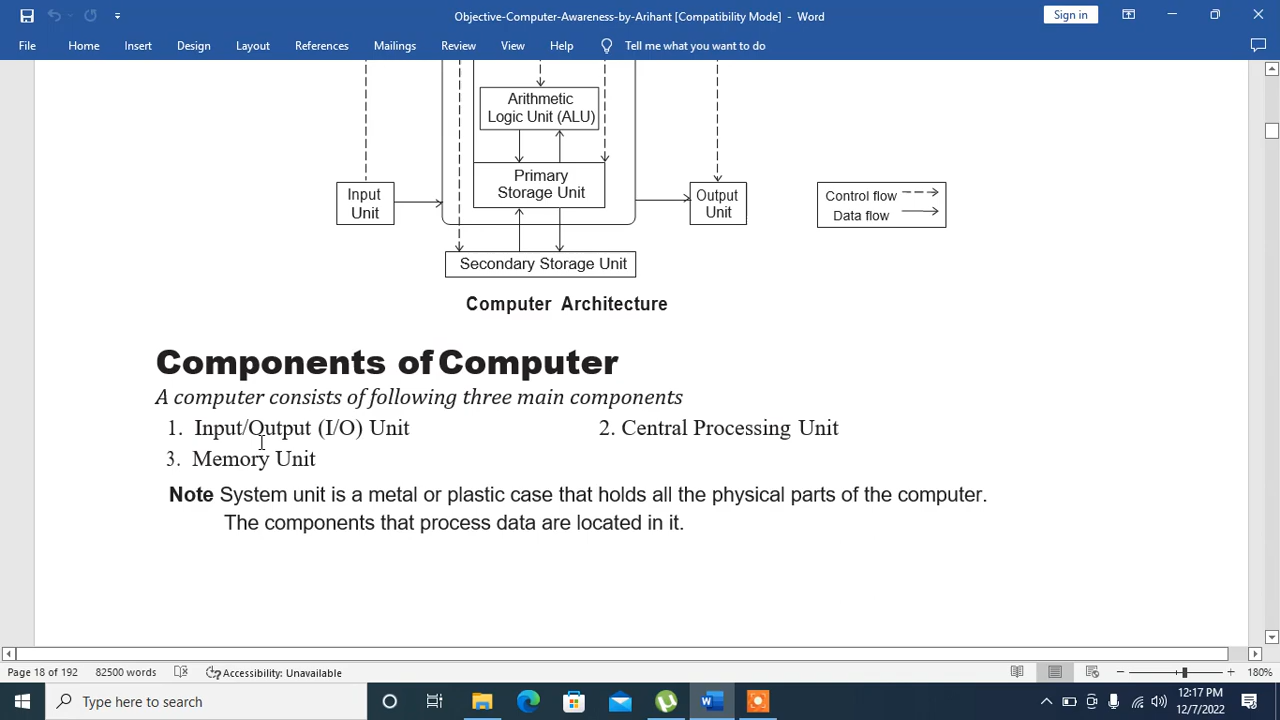 Objective-Computer-Awareness-by-Arihant [Compatibility Mode] - Word
Sign in
File Home Insert Design Layout References Mailings Review View Help Tell me what you want to do
Arithmetic
Logic Unit (ALU)
Primary
Storage Unit
Input
Unit
Output
Unit
Control flow
Data flow
Secondary Storage Unit
Computer Architecture
Components of Computer
A computer consists of following three main components
1. Input/Output (I/O) Unit 2. Central Processing Unit
3. Memory Unit
Note System unit is a metal or plastic case that holds all the physical parts of the computer.
The components that process data are located in it.
Page 18 of 192 82500 words Accessibility: Unavailable 180%
Type here to search
12:17 PM
12/7/2022